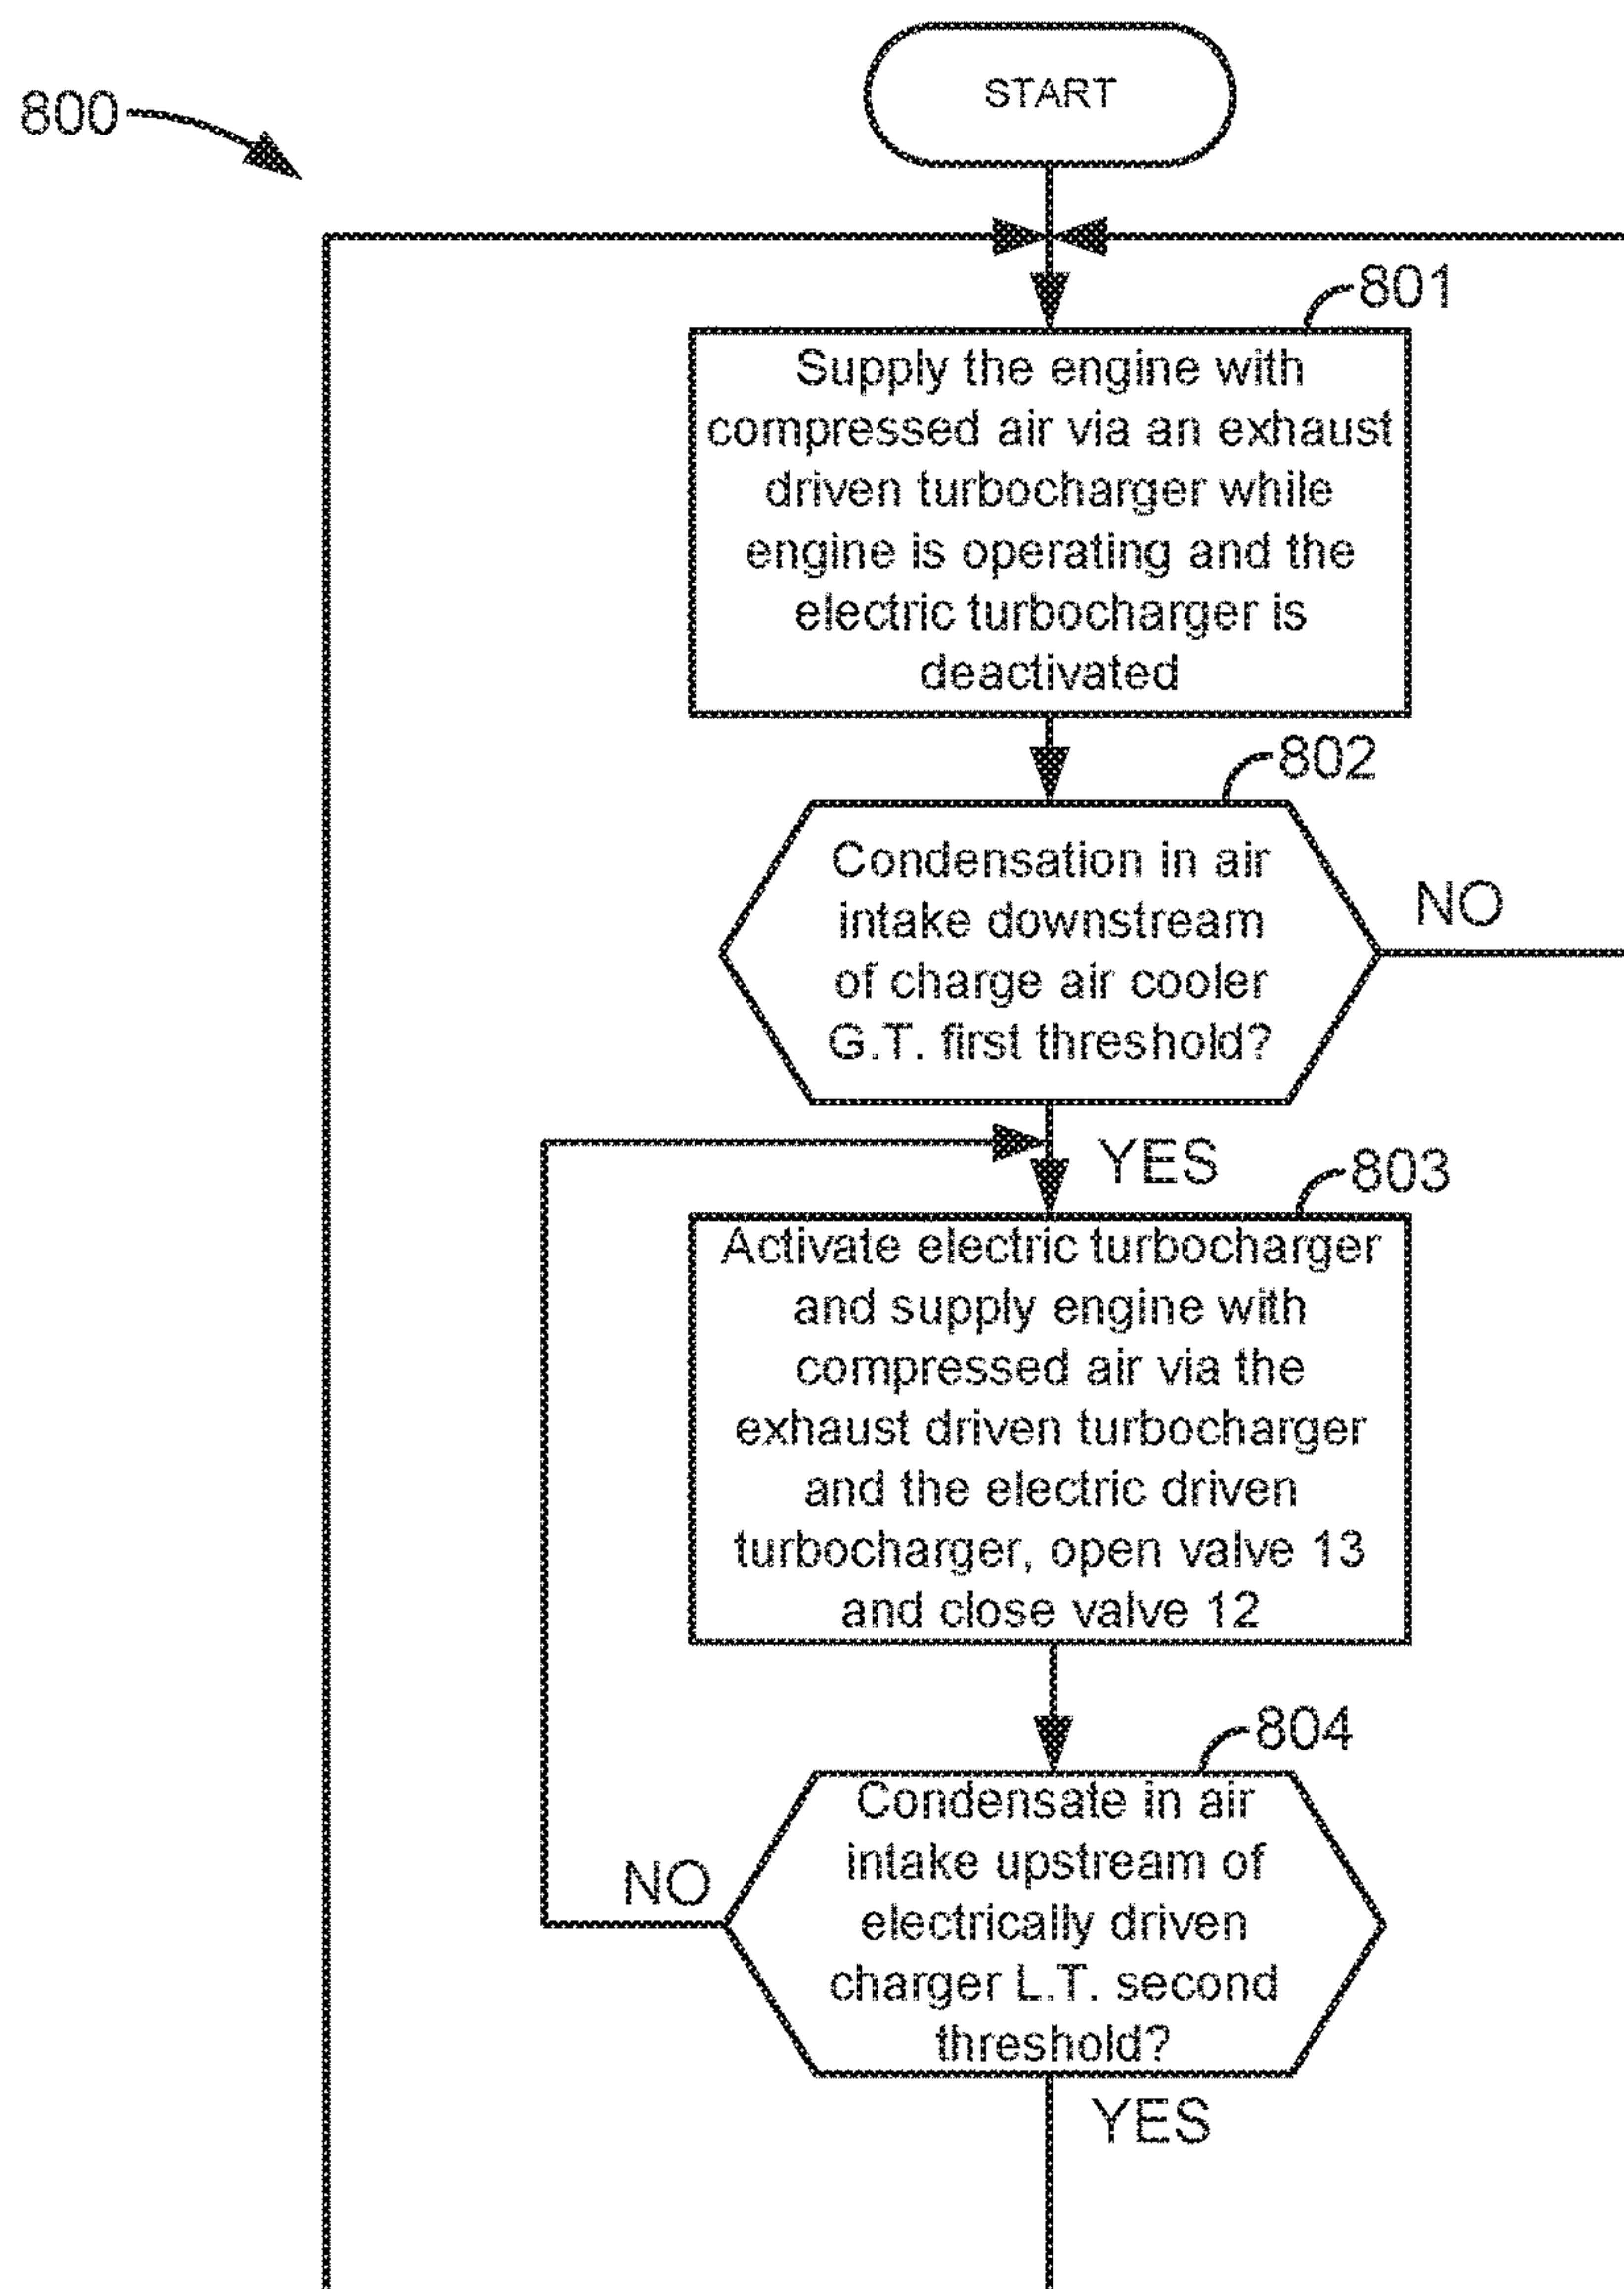 START
800
801
Supply the engine with
compressed air via an exhaust
driven turbocharger while
engine is operating and the
electric turbocharger is
deactivated
802
Condensation in air
intake downstream
of charge air cooler
G.T. first threshold?
NO
YES
803
Activate electric turbocharger
and supply engine with
compressed air via the
exhaust driven turbocharger
and the electric driven
turbocharger, open valve 13
and close valve 12
804
Condensate in air
intake upstream of
electrically driven
charger L.T. second
threshold?
NO
YES